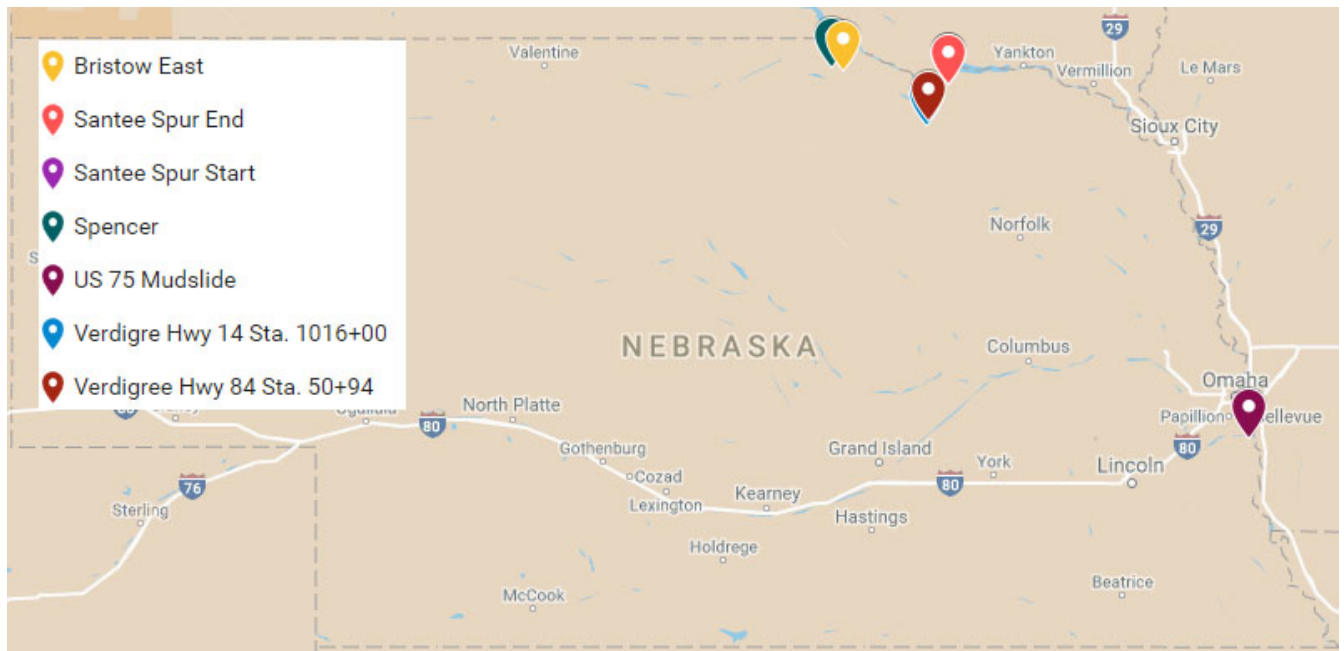 Bristow East
Santee Spur End
Santee Spur Start
Spencer
US 75 Mudslide
Verdigre Hwy 14 Sta. 1016+00
Verdigree Hwy 84 Sta. 50+94
Valentine
Yankton
29
Vermillion
Le Mars
Sioux City
Norfolk
29
NEBRASKA
Columbus
Omaha
Papillion
North Platte
80
Grand Island
80
Gothenburg
York
Lincoln
76
Cozad
80
Sterling
Lexington
Kearney
Hastings
Holdrege
McCook
Beatrice